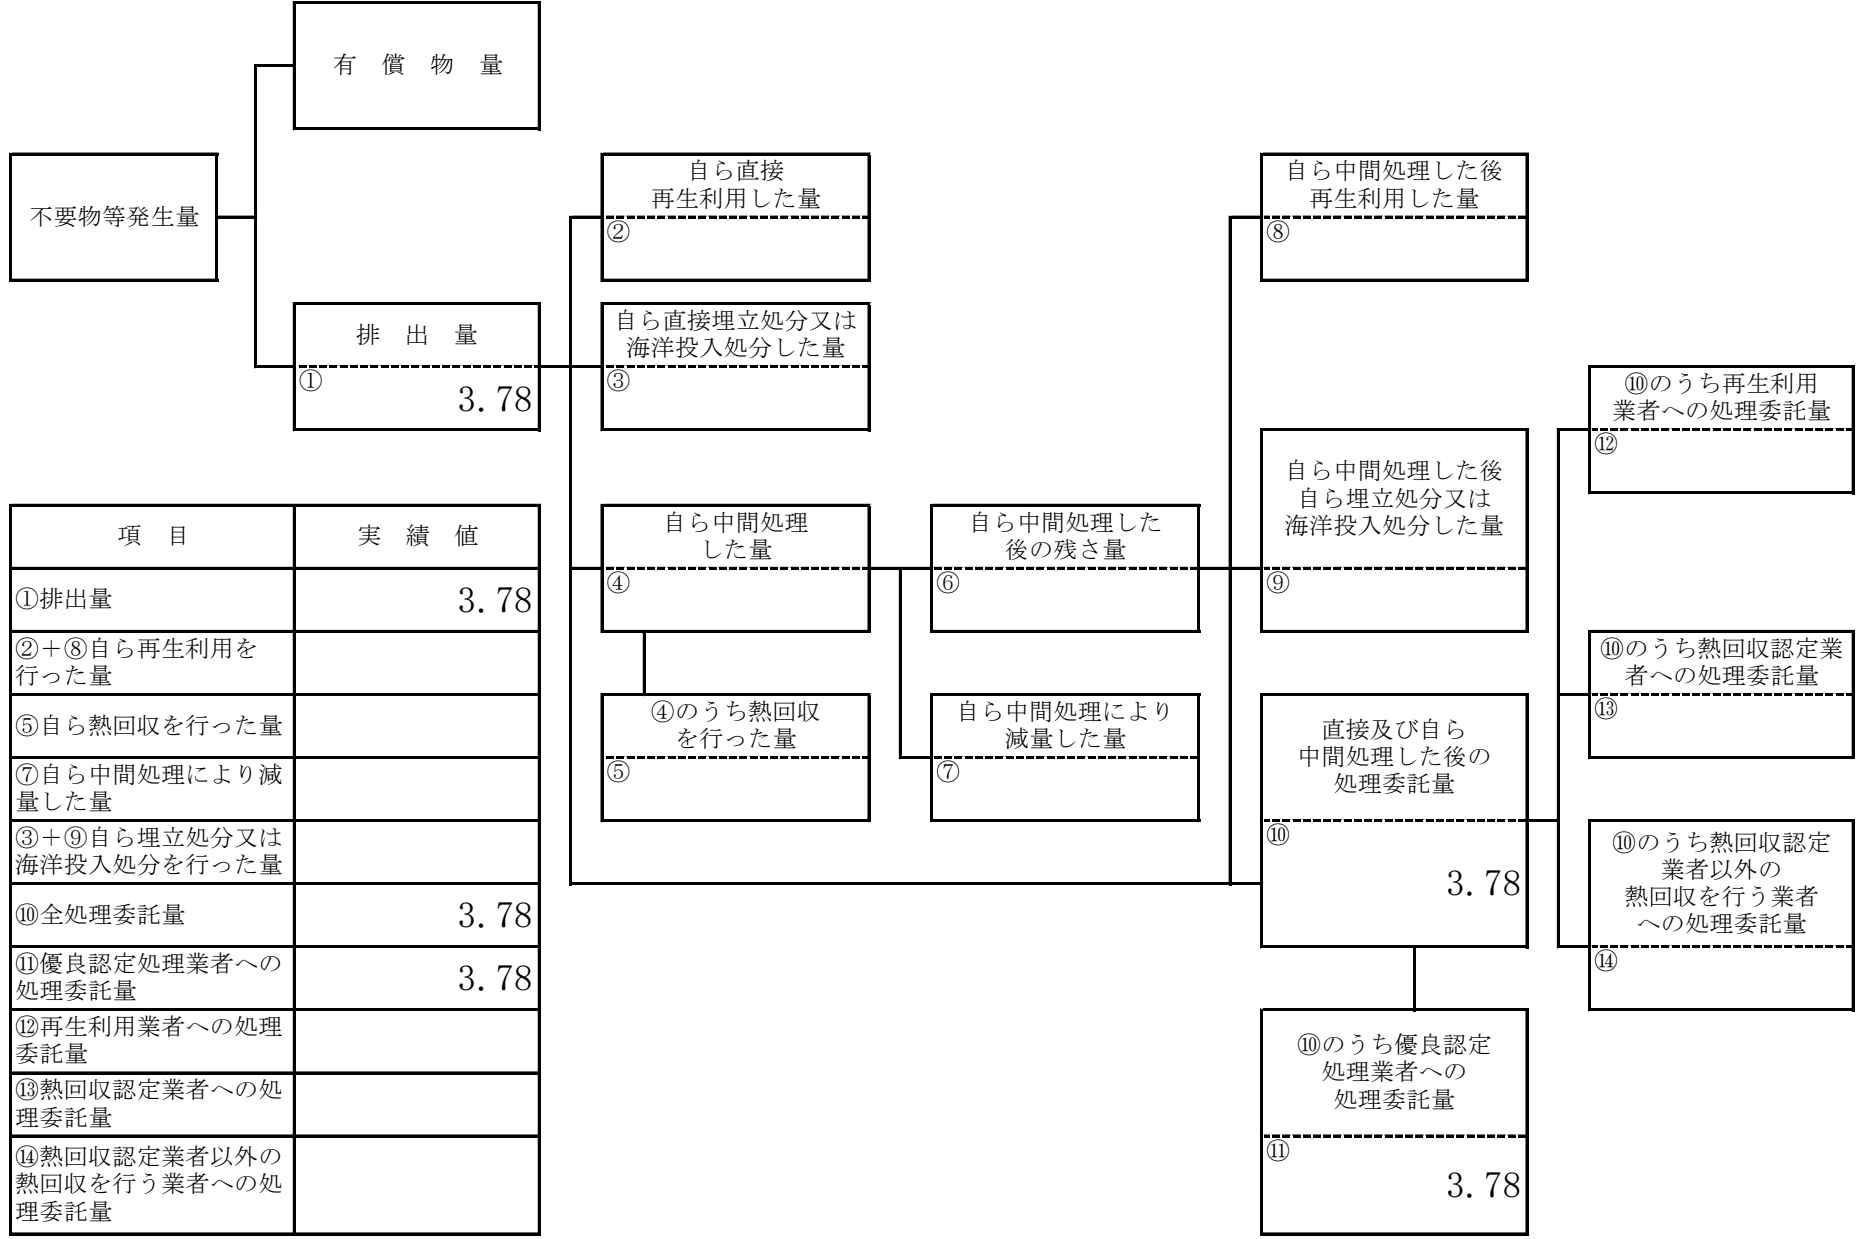 有 償 物 量
不要物等発生量
排 出 量
①
3.78
自ら直接
再生利用した量
②
自ら直接埋立処分又は
海洋投入処分した量
③
自ら中間処理
した量
④
④のうち熱回収
を行った量
⑤
自ら中間処理した
後の残さ量
⑥
自ら中間処理により
減量した量
⑦
自ら中間処理した後
再生利用した量
⑧
自ら中間処理した後
自ら埋立処分又は
海洋投入処分した量
⑨
直接及び自ら
中間処理した後の
処理委託量
⑩
3.78
⑩のうち優良認定
処理業者への
処理委託量
⑪
3.78
⑩のうち再生利用
業者への処理委託量
⑫
⑩のうち熱回収認定業
者への処理委託量
⑬
⑩のうち熱回収認定
業者以外の
熱回収を行う業者
への処理委託量
⑭
項 目 実 績 値
①排出量 3.78
②+⑧自ら再生利用を
行った量
⑤自ら熱回収を行った量
⑦自ら中間処理により減
量した量
③+⑨自ら埋立処分又は
海洋投入処分を行った量
⑩全処理委託量 3.78
⑪優良認定処理業者への
処理委託量 3.78
⑫再生利用業者への処理
委託量
⑬熱回収認定業者への処
理委託量
⑭熱回収認定業者以外の
熱回収を行う業者への処
理委託量